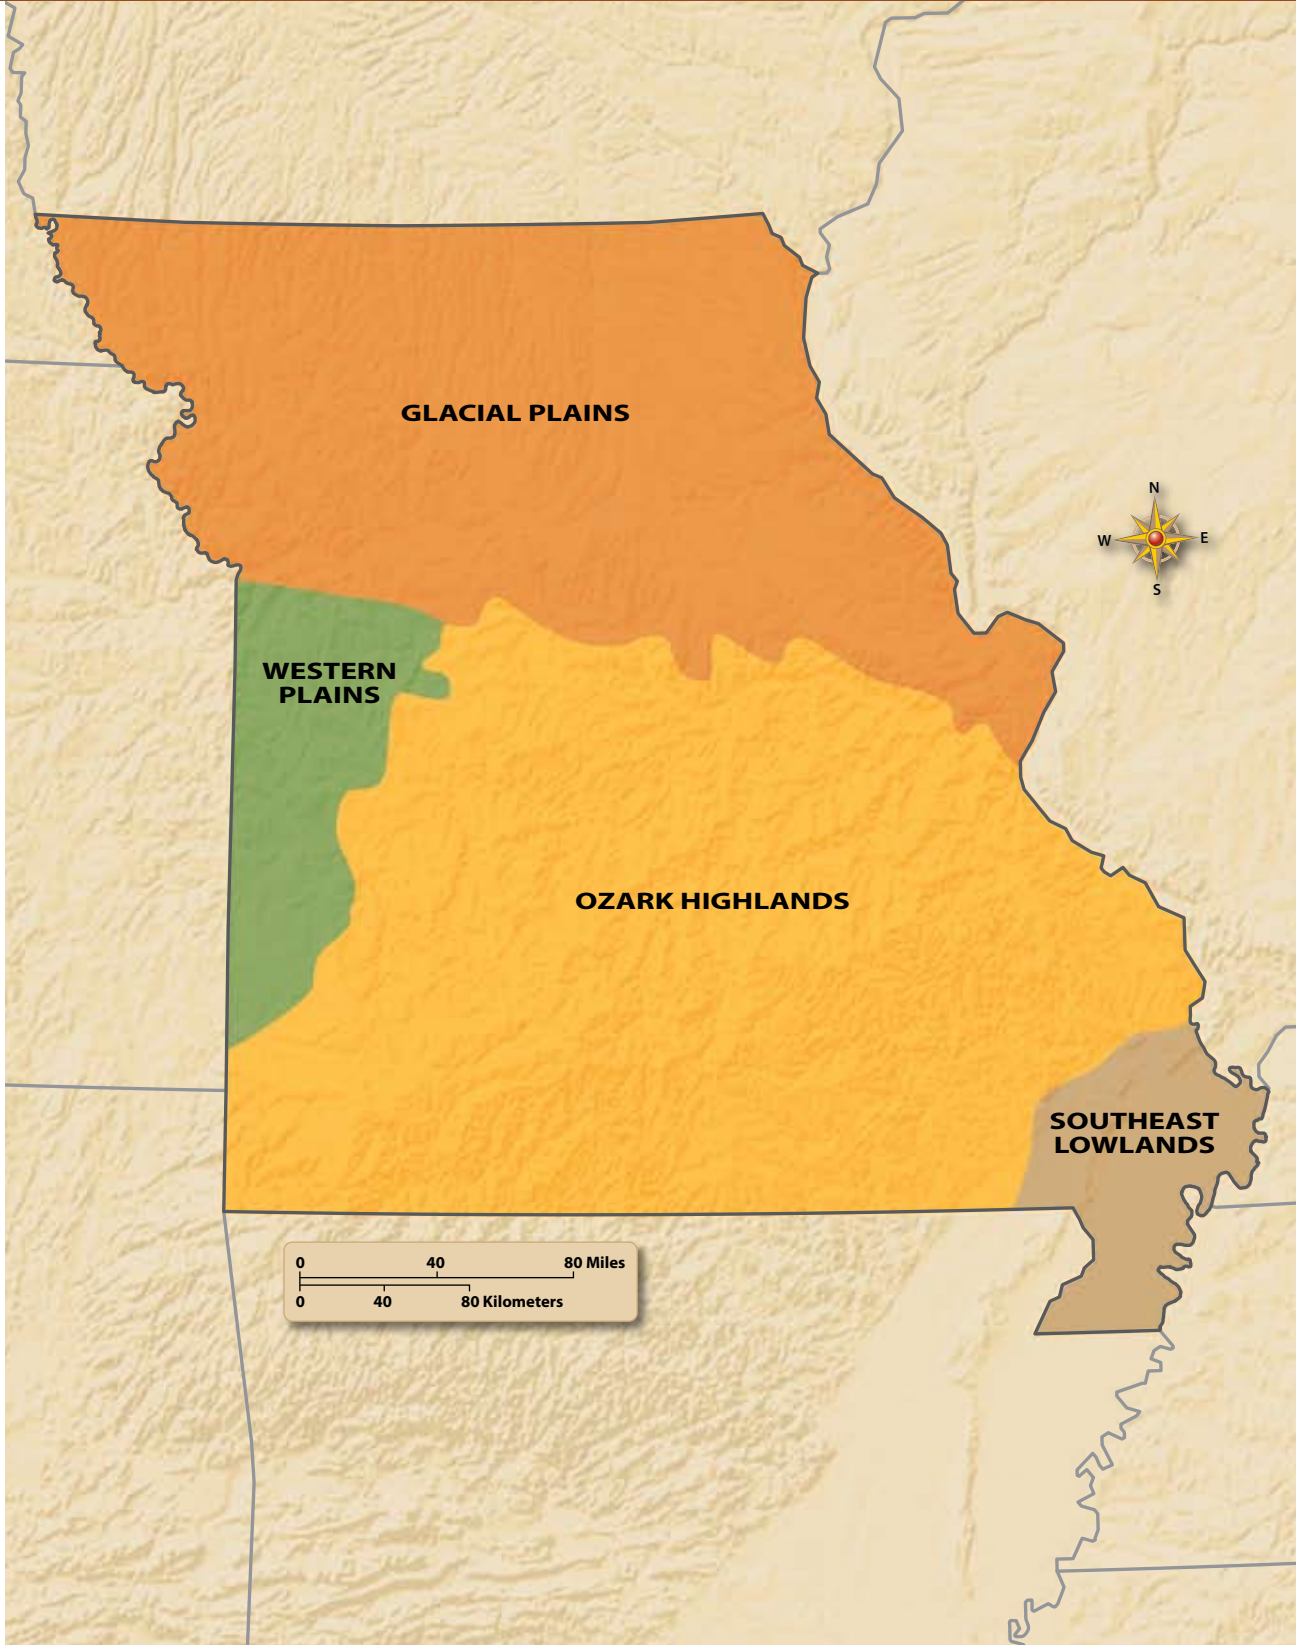 GLACIAL PLAINS
N
W
E
S
WESTERN
PLAINS
OZARK HIGHLANDS
SOUTHEAST
LOWLANDS
0 40 80 Miles
0 40 80 Kilometers